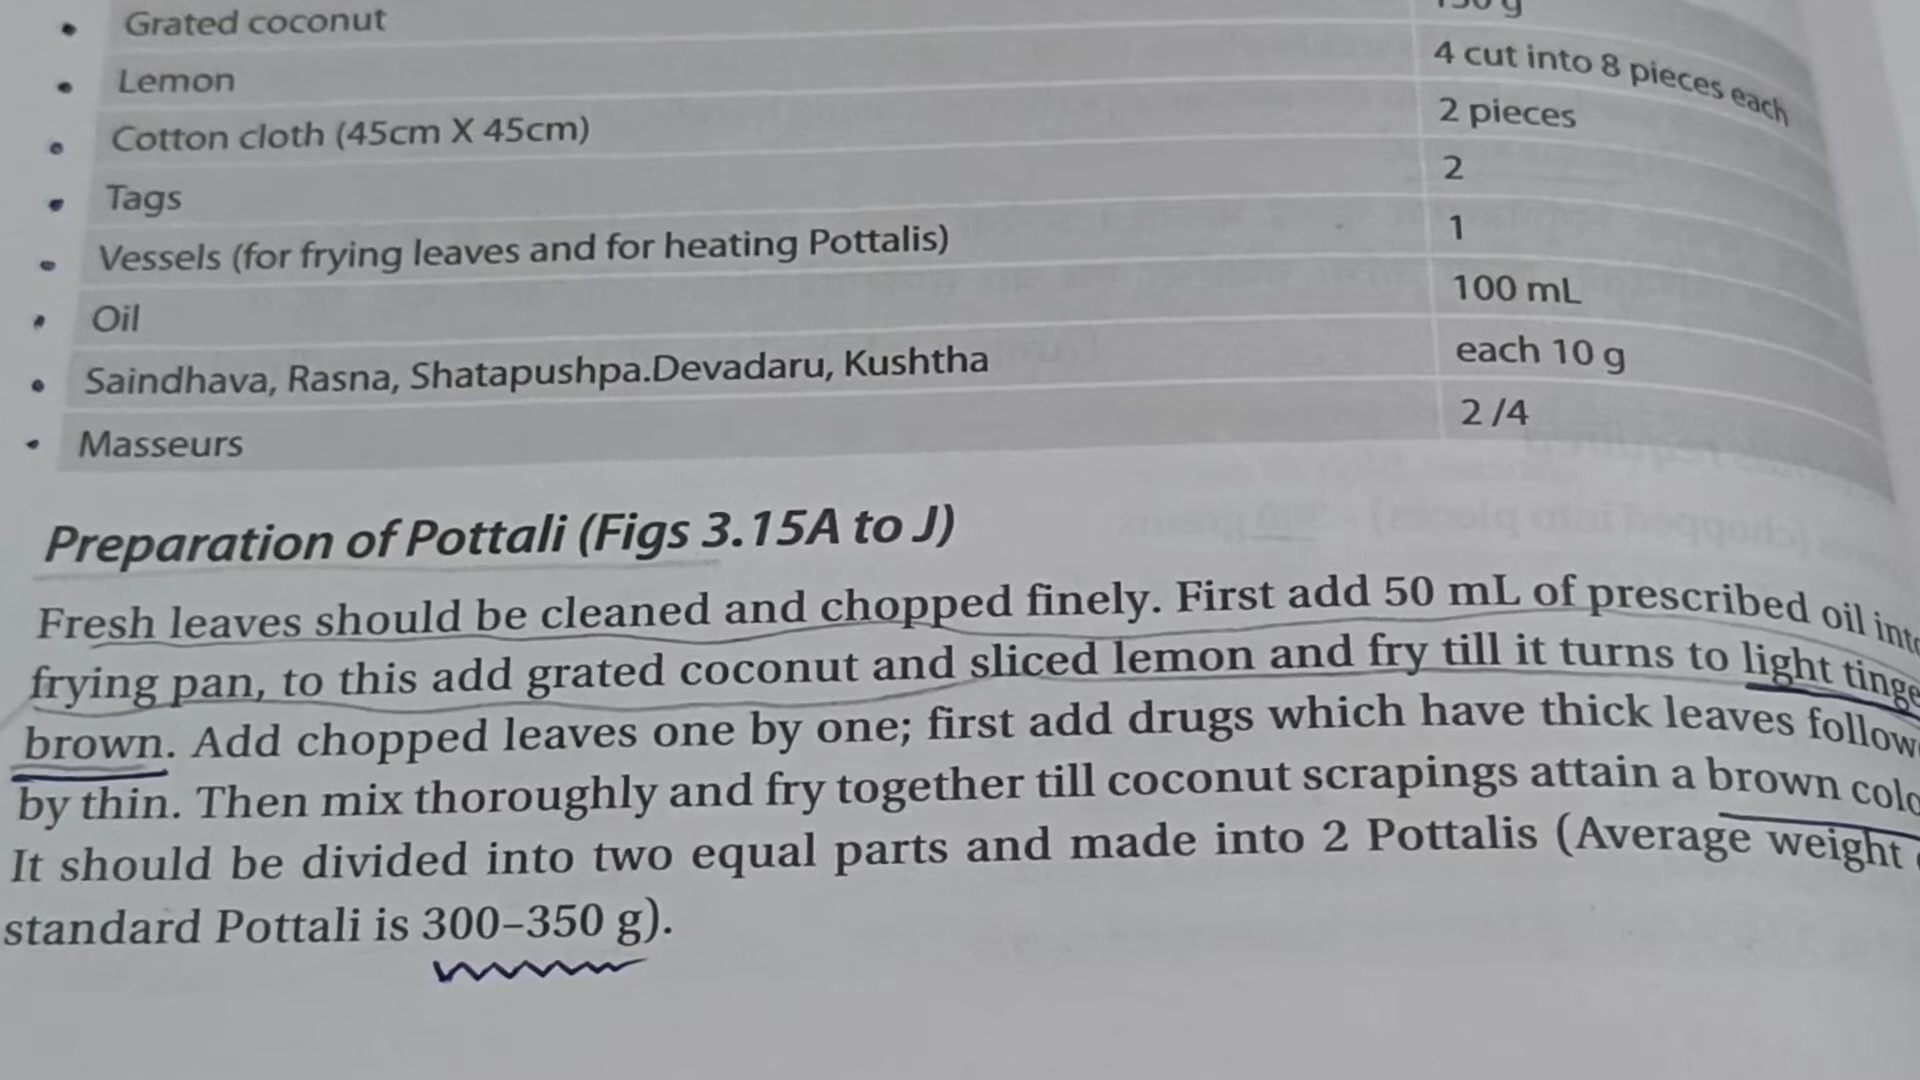 • Grated coconut
• Lemon 4 cut into 8 pieces each
• Cotton cloth (45cm X 45cm) 2 pieces
• Tags 2
• Vessels (for frying leaves and for heating Pottalis) 1
• Oil 100 mL
• Saindhava, Rasna, Shatapushpa.Devadaru, Kushtha each 10 g
• Masseurs 2 /4
Preparation of Pottali (Figs 3.15A to J)
Fresh leaves should be cleaned and chopped finely. First add 50 mL of prescribed oil
frying pan, to this add grated coconut and sliced lemon and fry till it turns to light
brown. Add chopped leaves one by one; first add drugs which have thick leaves
by thin. Then mix thoroughly and fry together till coconut scrapings attain a brown
It should be divided into two equal parts and made into 2 Pottalis (Average weight
standard Pottali is 300–350 g).